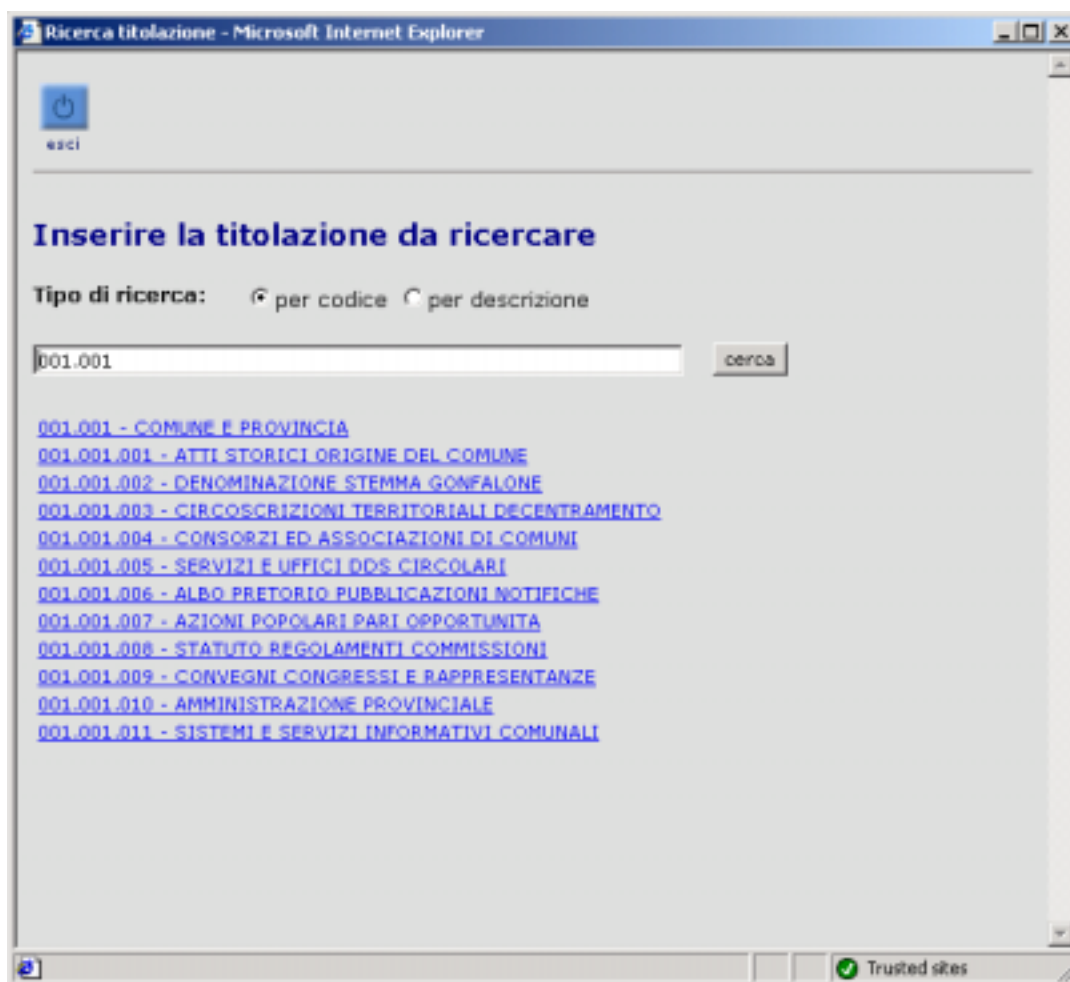 Ricerca titolazione - Microsoft Internet Explorer
esci
Inserire la titolazione da ricercare
Tipo di ricerca: per codice per descrizione
001.001 cerca
001.001 - COMUNE E PROVINCIA
001.001.001 - ATTI STORICI ORIGINE DEL COMUNE
001.001.002 - DENOMINAZIONE STEMMA GONFALONE
001.001.003 - CIRCOSCRIZIONI TERRITORIALI DECENTRAMENTO
001.001.004 - CONSORZI ED ASSOCIAZIONI DI COMUNI
001.001.005 - SERVIZI E UFFICI DDS CIRCOLARI
001.001.006 - ALBO PRETORIO PUBBLICAZIONI NOTIFICHE
001.001.007 - AZIONI POPOLARI PARI OPPORTUNITA
001.001.008 - STATUTO REGOLAMENTI COMMISSIONI
001.001.009 - CONVEGNI CONGRESSI E RAPPRESENTANZE
001.001.010 - AMMINISTRAZIONE PROVINCIALE
001.001.011 - SISTEMI E SERVIZI INFORMATIVI COMUNALI
Trusted sites